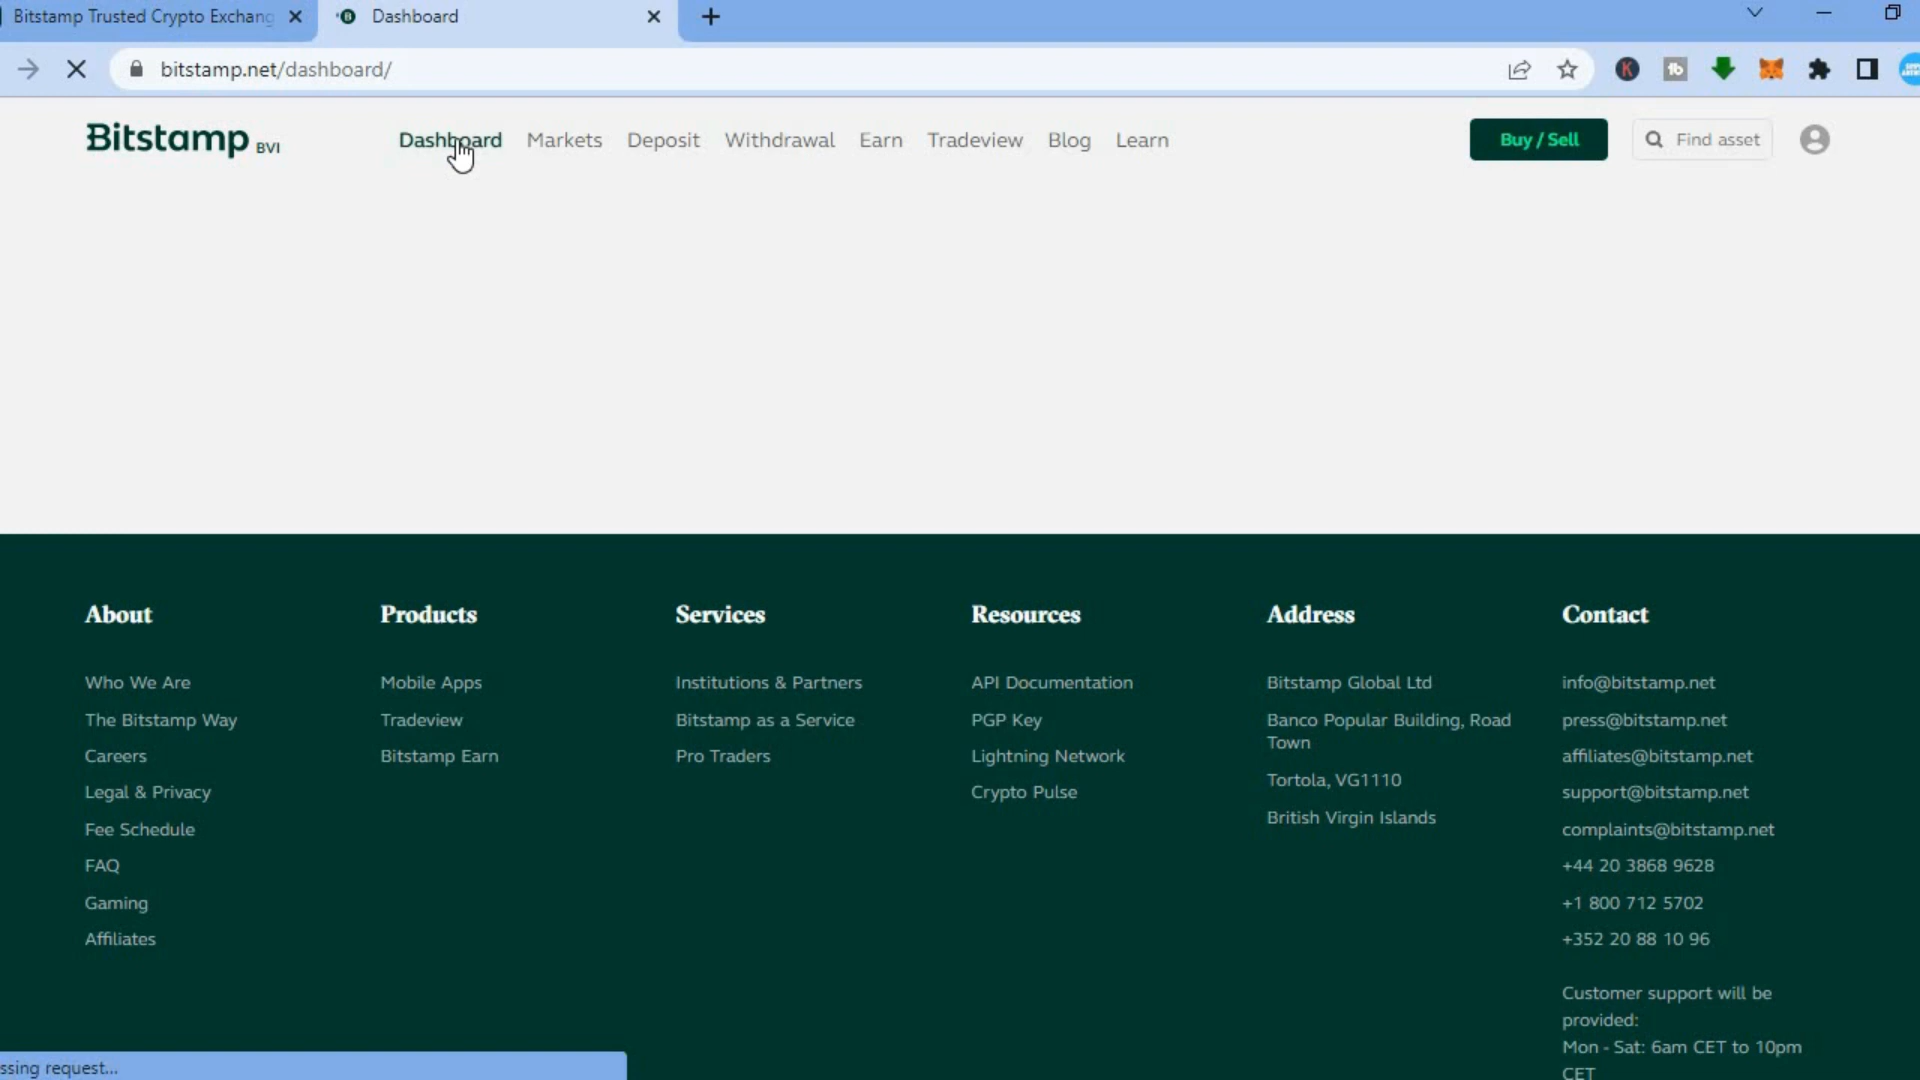 Bitstamp Trusted Crypto Exchang
Dashboard
bitstamp.net/dashboard/
Bitstamp BVI
Dashboard
Markets
Deposit
Withdrawal
Earn
Tradeview
Blog
Learn
Buy / Sell
Find asset
About
Who We Are
The Bitstamp Way
Careers
Legal & Privacy
Fee Schedule
FAQ
Gaming
Affiliates
Products
Mobile Apps
Tradeview
Bitstamp Earn
Services
Institutions & Partners
Bitstamp as a Service
Pro Traders
Resources
API Documentation
PGP Key
Lightning Network
Crypto Pulse
Address
Bitstamp Global Ltd
Banco Popular Building, Road
Town
Tortola, VG1110
British Virgin Islands
Contact
info@bitstamp.net
press@bitstamp.net
affiliates@bitstamp.net
support@bitstamp.net
complaints@bitstamp.net
+44 20 3868 9628
+1 800 712 5702
+352 20 88 10 96
Customer support will be
provided:
Mon - Sat: 6am CET to 10pm
CET
ssing request...